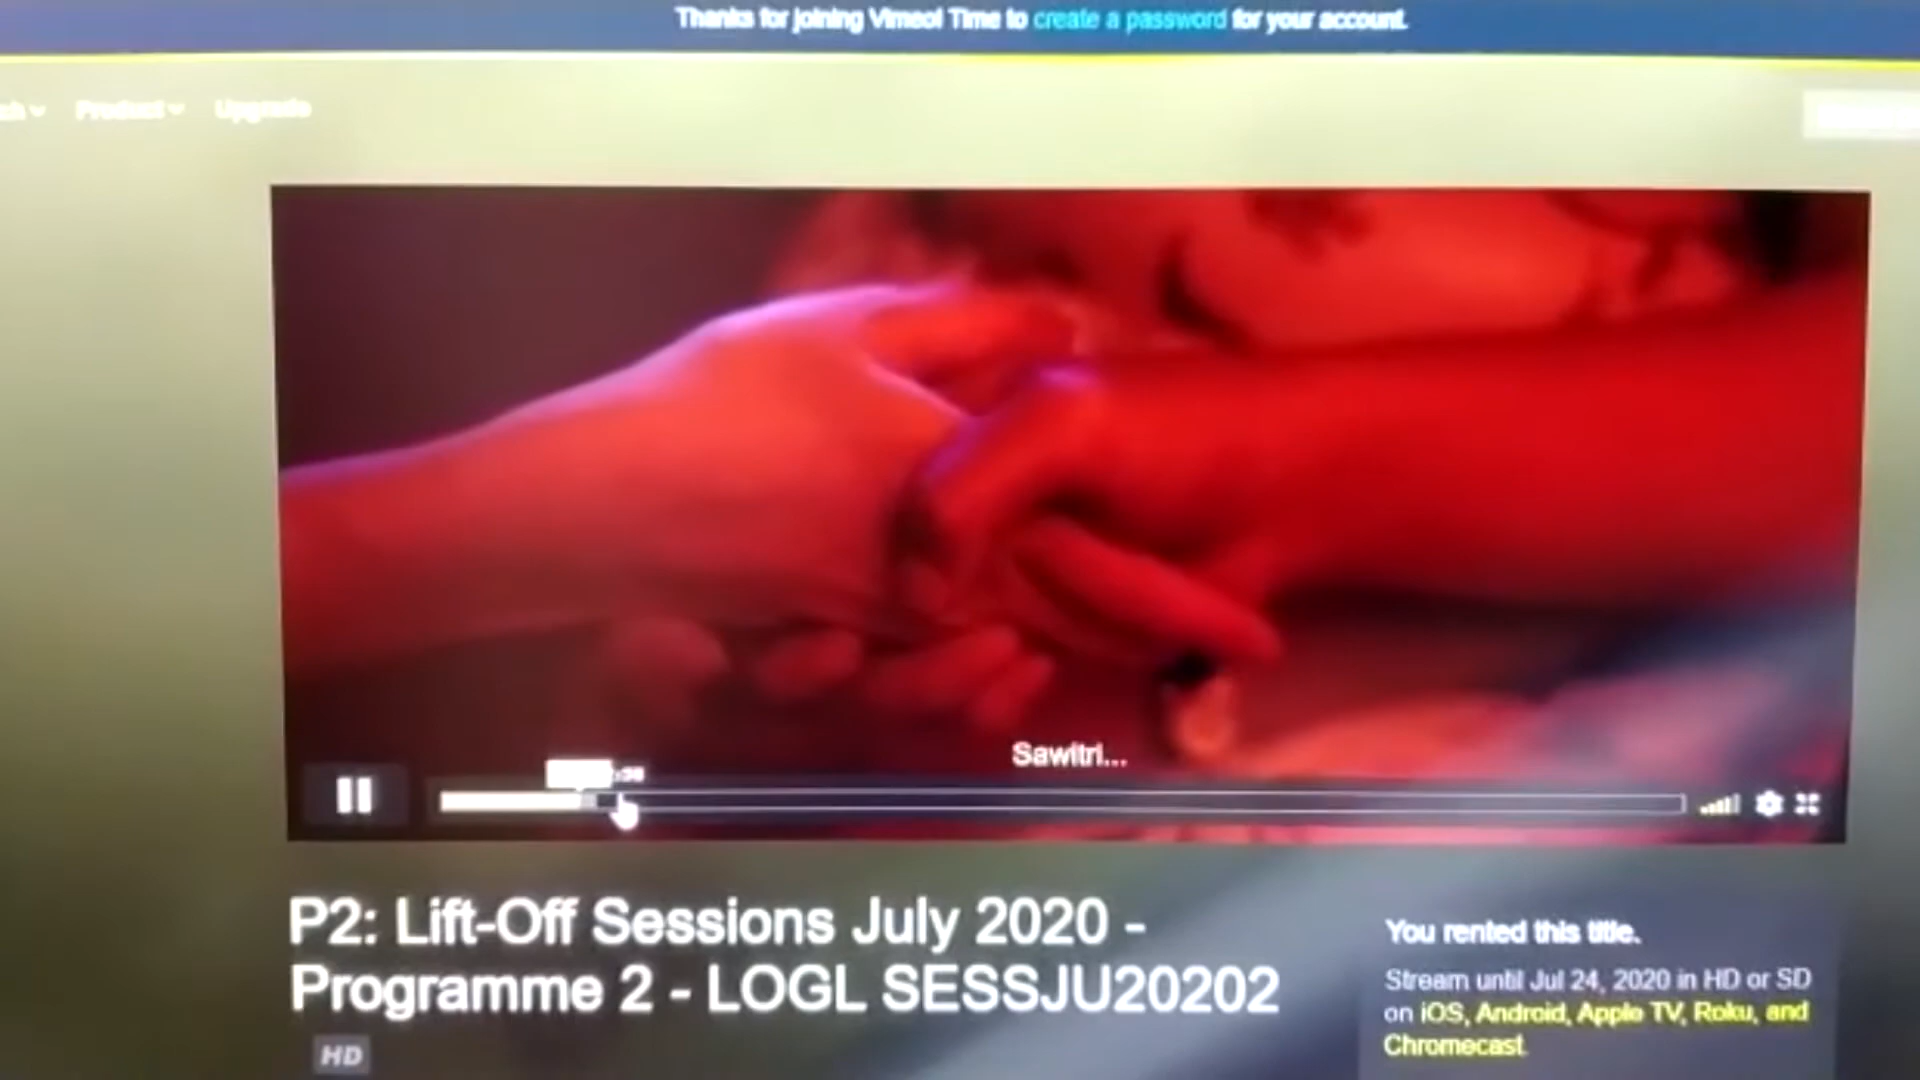 Thanks for joining Vimeo! Time to create a password for your account.
Product Upgrade
Sawitri...
P2: Lift-Off Sessions July 2020 -
Programme 2 - LOGL SESSJU20202
HD
You rented this title.
Stream until Jul 24, 2020 in HD or SD
on iOS, Android, Apple TV, Roku, and
Chromecast.